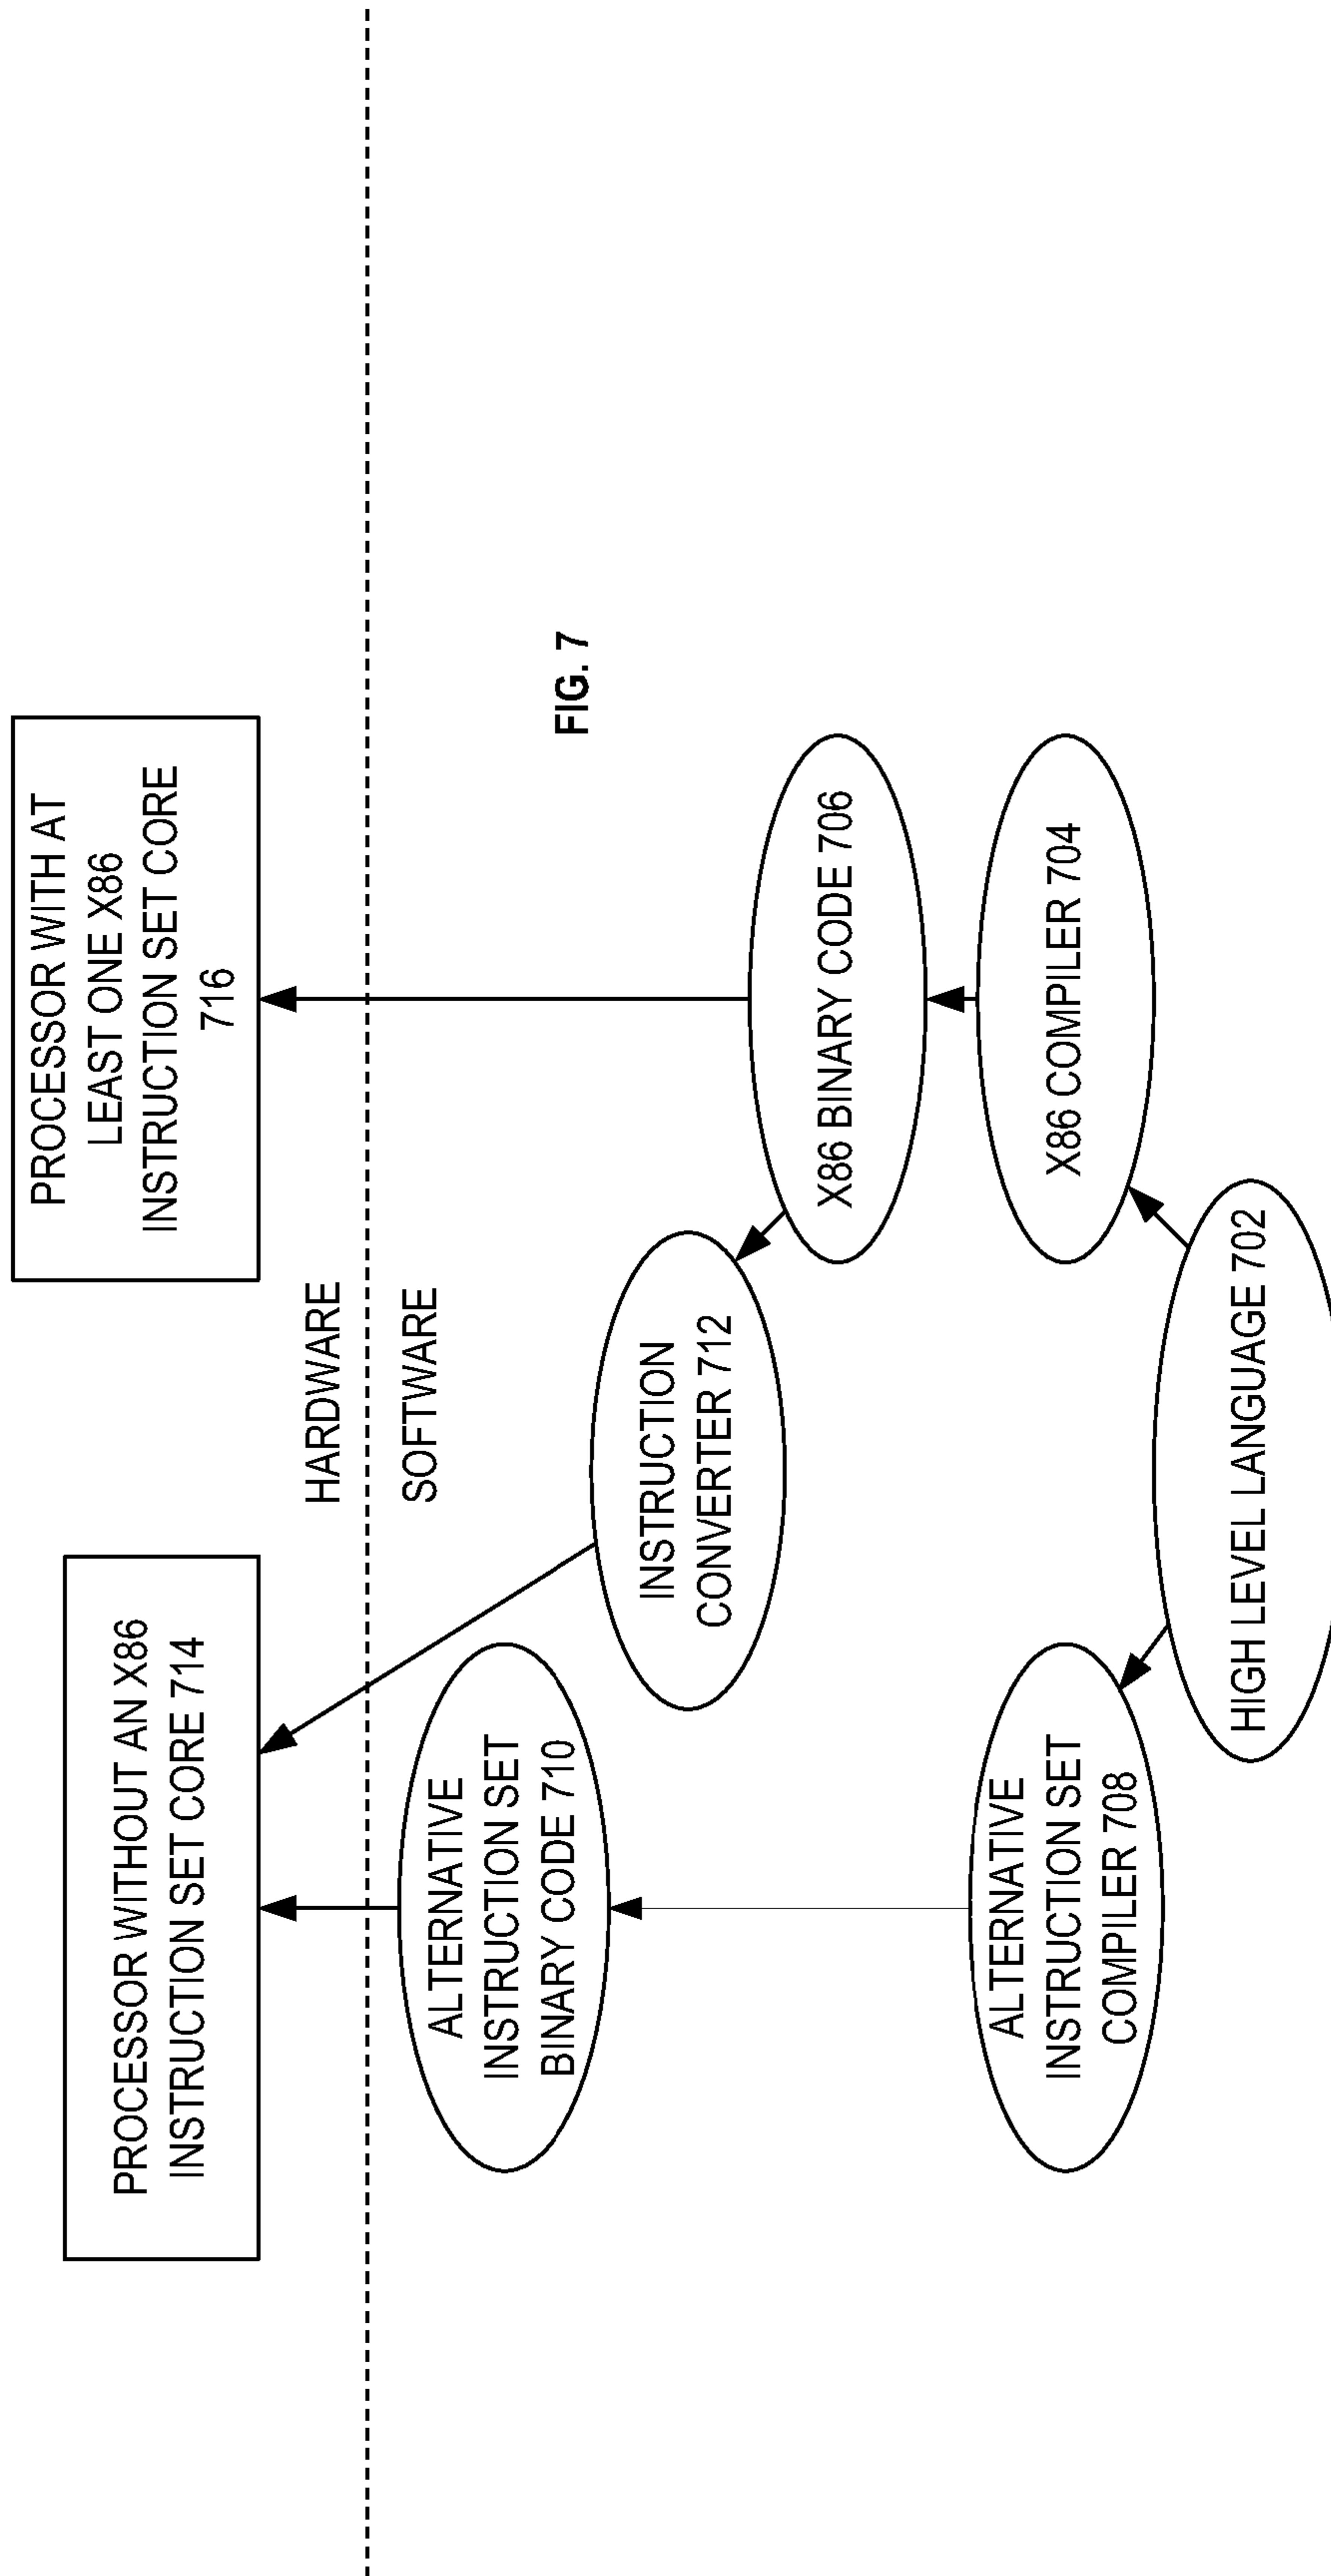 PROCESSOR WITHOUT AN X86
INSTRUCTION SET CORE 714
PROCESSOR WITH AT
LEAST ONE X86
INSTRUCTION SET CORE
716
HARDWARE
SOFTWARE
ALTERNATIVE
INSTRUCTION SET
BINARY CODE 710
INSTRUCTION
CONVERTER 712
FIG. 7
X86 BINARY CODE 706
ALTERNATIVE
INSTRUCTION SET
COMPILER 708
X86 COMPILER 704
HIGH LEVEL LANGUAGE 702